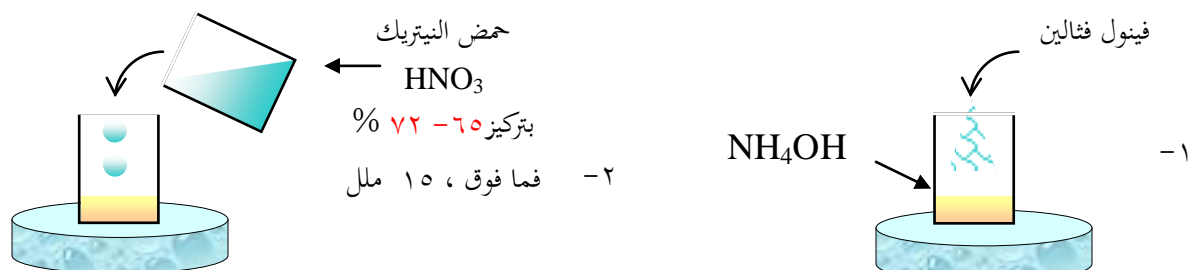 ١-
فينول فثالين
NH₄OH
حمض النيتريك
HNO₃
بتركيز ٦٥ - ٧٢ %
٢- فما فوق ، ١٥ ملل